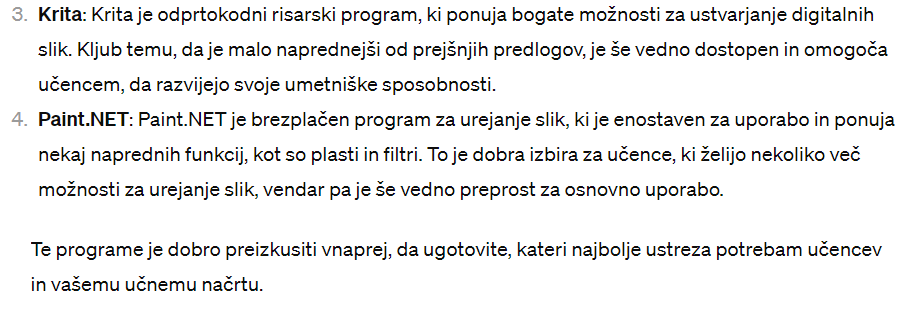 3. Krita: Krita je odprtokodni risarski program, ki ponuja bogate možnosti za ustvarjanje digitalnih
slik. Kljub temu, da je malo naprednejši od prejšnjih predlogov, je še vedno dostopen in omogoča
učencem, da razvijejo svoje umetniške sposobnosti.
4. Paint.NET: Paint.NET je brezplačen program za urejanje slik, ki je enostaven za uporabo in ponuja
nekaj naprednih funkcij, kot so plasti in filtri. To je dobra izbira za učence, ki želijo nekoliko več
možnosti za urejanje slik, vendar pa je še vedno preprost za osnovno uporabo.
Te programe je dobro preizkusiti vnaprej, da ugotovite, kateri najbolje ustreza potrebam učencev
in vašemu učnemu načrtu.